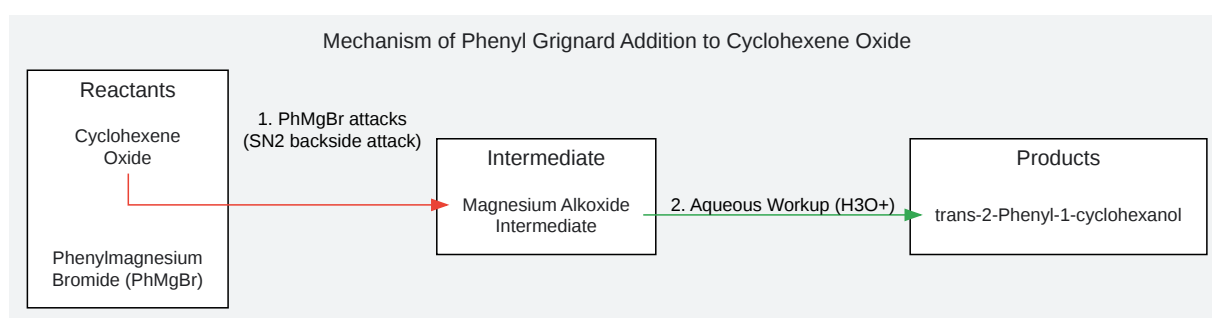 Mechanism of Phenyl Grignard Addition to Cyclohexene Oxide
Reactants
Cyclohexene
Oxide
Phenylmagnesium
Bromide (PhMgBr)
1. PhMgBr attacks
(SN2 backside attack)
Intermediate
Magnesium Alkoxide
Intermediate
2. Aqueous Workup (H3O+)
Products
trans-2-Phenyl-1-cyclohexanol